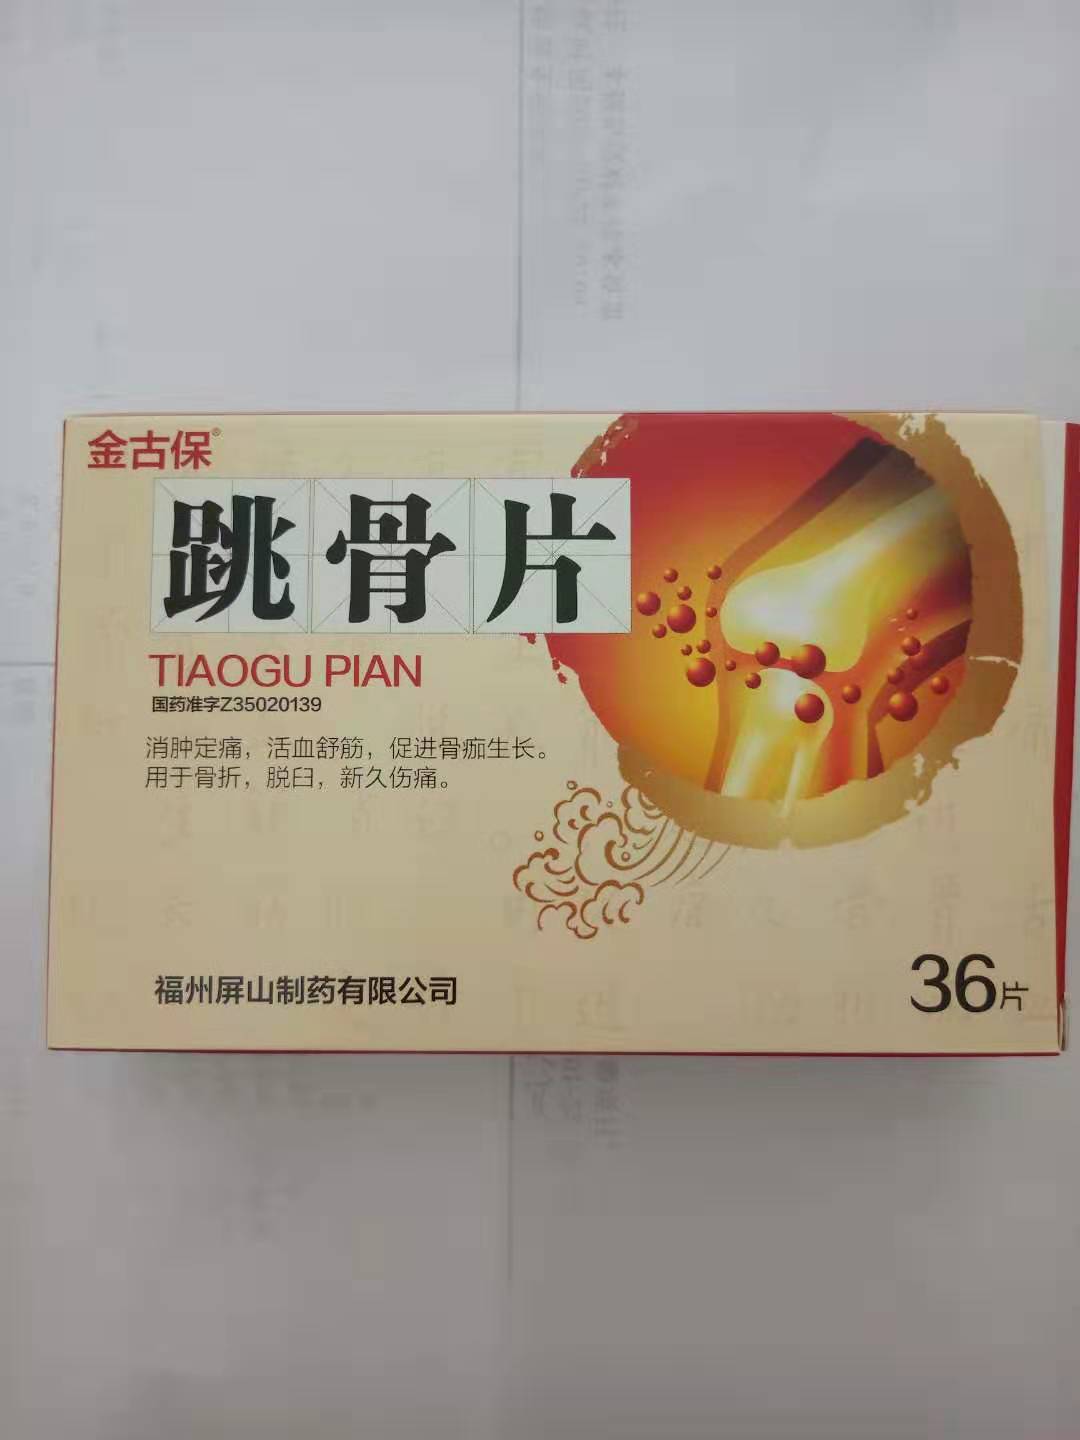 金古保®
跳骨片
TIAOGU PIAN
国药准字Z35020139
消肿定痛，活血舒筋，促进骨痂生长。
用于骨折，脱臼，新久伤痛。
福州屏山制药有限公司
36片